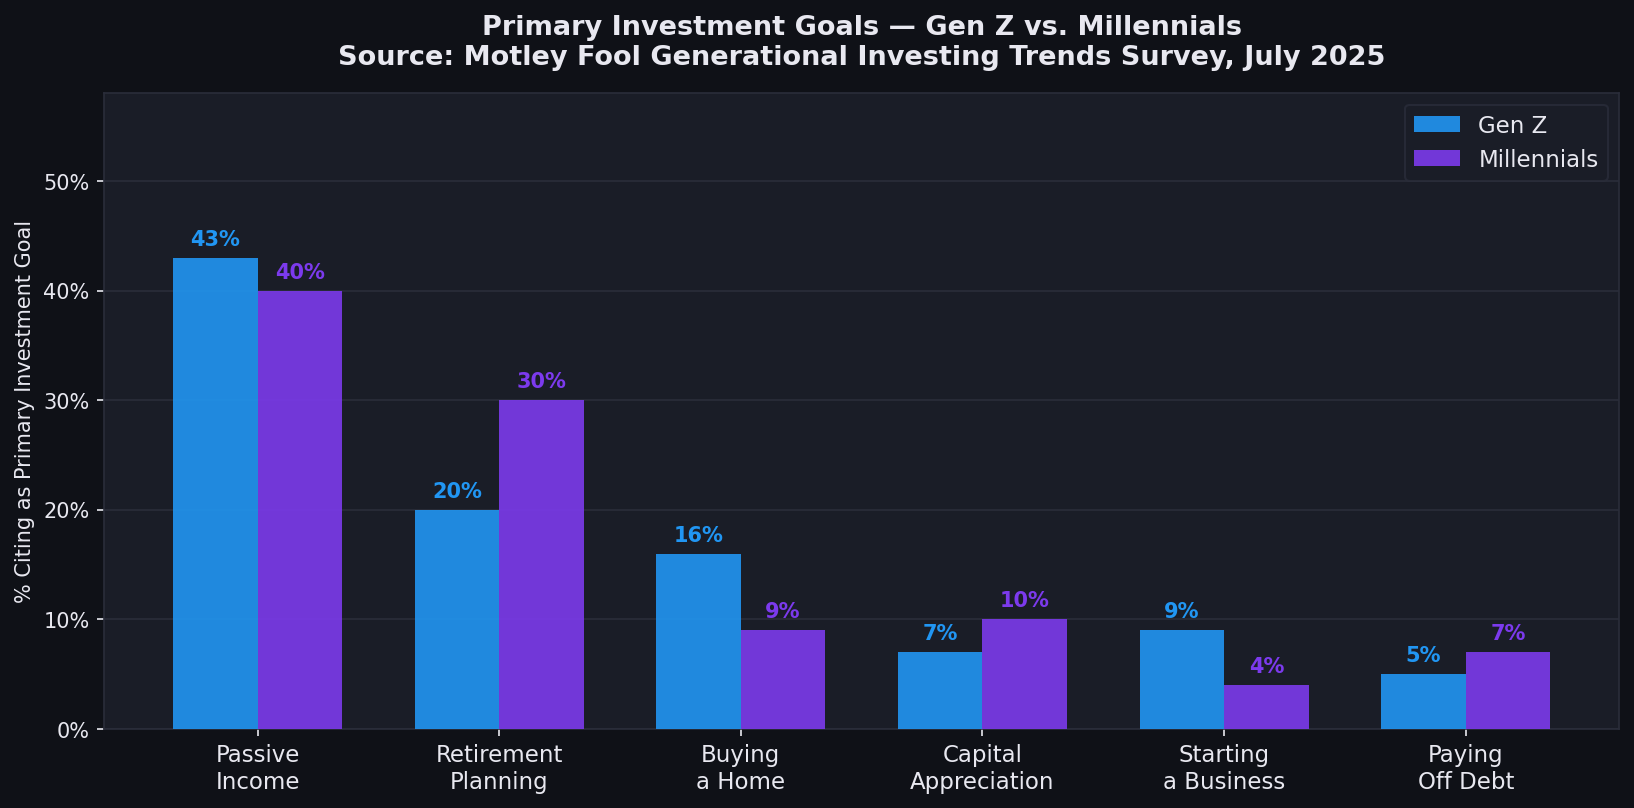 Primary Investment Goals — Gen Z vs. Millennials
Source: Motley Fool Generational Investing Trends Survey, July 2025
Gen Z
Millennials
% Citing as Primary Investment Goal
50%
40%
30%
20%
10%
0%
43%
40%
20%
30%
16%
9%
7%
10%
9%
4%
5%
7%
Passive
Income
Retirement
Planning
Buying
a Home
Capital
Appreciation
Starting
a Business
Paying
Off Debt